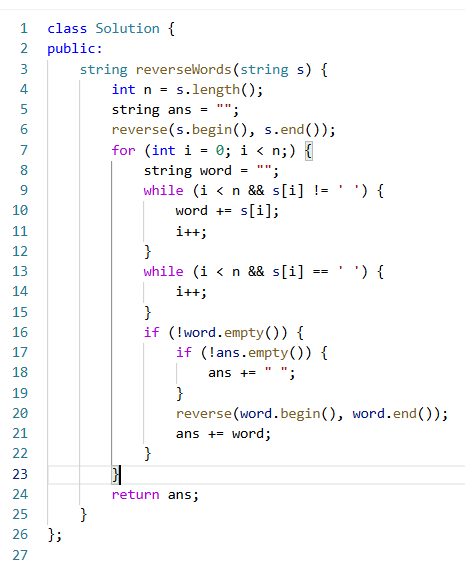 1 class Solution {
2 public:
3     string reverseWords(string s) {
4         int n = s.length();
5         string ans = "";
6         reverse(s.begin(), s.end());
7         for (int i = 0; i < n;) {
8             string word = "";
9             while (i < n && s[i] != ' ') {
10                 word += s[i];
11                 i++;
12             }
13             while (i < n && s[i] == ' ') {
14                 i++;
15             }
16             if (!word.empty()) {
17                 if (!ans.empty()) {
18                     ans += " ";
19                 }
20                 reverse(word.begin(), word.end());
21                 ans += word;
22             }
23         }
24         return ans;
25     }
26 };
27